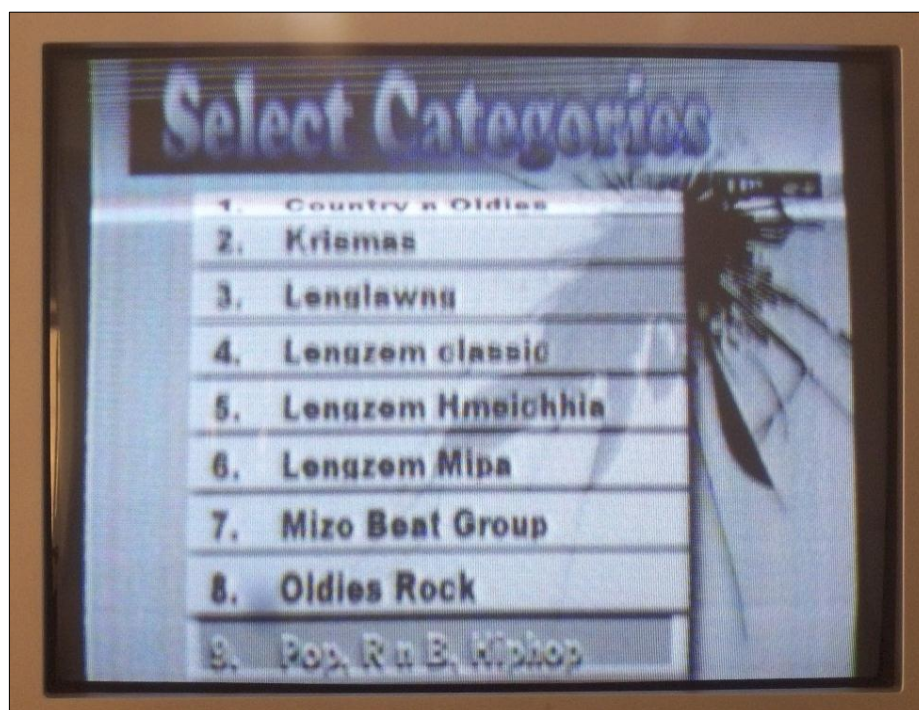 Select Categories
1. Country n Oldies
2. Krismas
3. Lenglawng
4. Lengzem classic
5. Lengzem Hmeichhia
6. Lengzem Mipa
7. Mizo Beat Group
8. Oldies Rock
9. Pop, R n B, Hiphop